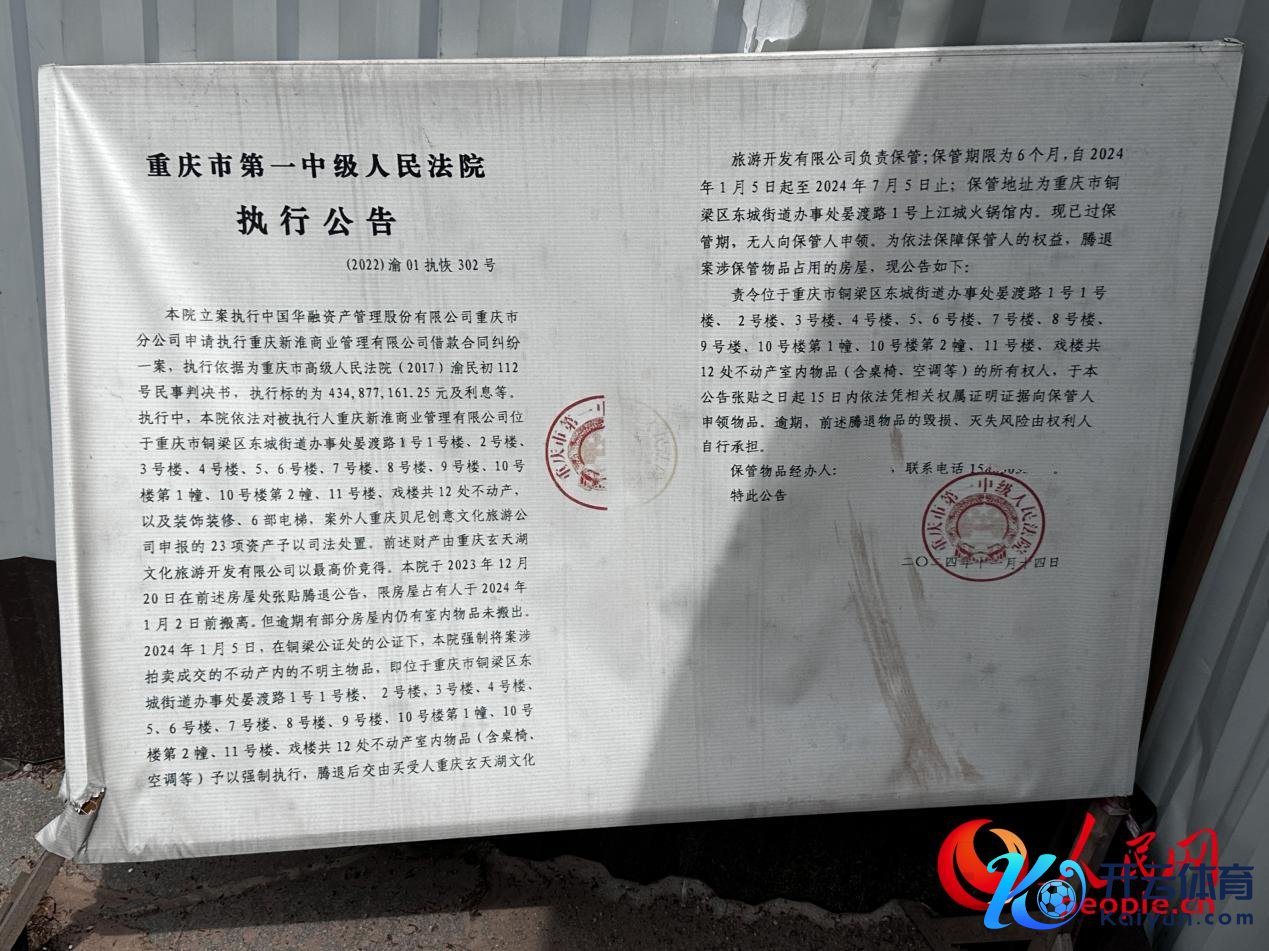 重庆市第一中级人民法院
执行公告
(2022)渝01执恢302号
本院立案执行中国华融资产管理股份有限公司重庆市
分公司申请执行重庆新淮商业管理有限公司借款合同纠纷
一案，执行依据为重庆市高级人民法院（2017）渝民初112
号民事判决书，执行标的为434,877,161.25元及利息等。
执行中，本院依法对被执行人重庆新淮商业管理有限公司位
于重庆市铜梁区东城街道办事处晏渡路1号1号楼、2号楼、
3号楼、4号楼、5、6号楼、7号楼、8号楼、9号楼、10号
楼第1幢、10号楼第2幢、11号楼、戏楼共12处不动产，
以及装饰装修、6部电梯，案外人重庆贝尼创意文化旅游公
司申报的23项资产予以司法处置。前述财产由重庆玄天湖
文化旅游开发有限公司以最高价竞得。本院于2023年12月
20日在前述房屋处张贴腾退公告，限房屋占有人于2024年
1月2日前搬离。但逾期有部分房屋内仍有室内物品未搬出。
2024年1月5日，在铜梁公证处的公证下，本院强制将案涉
拍卖成交的不动产内的不明主物品，即位于重庆市铜梁区东
城街道办事处晏渡路1号1号楼、2号楼，3号楼、4号楼、
5、6号楼、7号楼、8号楼、9号楼、10号楼第1幢、10号
楼第2幢、11号楼、戏楼共12处不动产室内物品（含桌椅、
空调等）予以强制执行，腾退后交由买受人重庆玄天湖文化
旅游开发有限公司负责保管；保管期限为6个月，自2024
年1月5日起至2024年7月5日止；保管地址为重庆市铜
梁区东城街道办事处晏渡路1号上江城火锅馆内。现已过保
管期，无人向保管人申领。为依法保障保管人的权益，腾退
案涉保管物品占用的房屋，现公告如下：
责令位于重庆市铜梁区东城街道办事处晏渡路1号1号
楼、2号楼、3号楼、4号楼、5、6号楼、7号楼、8号楼、
9号楼、10号楼第1幢、10号楼第2幢、11号楼、戏楼共
12处不动产室内物品（含桌椅、空调等）的所有权人，于本
公告张贴之日起15日内依法凭相关权属证明证据向保管人
申领物品。逾期，前述腾退物品的毁损、灭失风险由权利人
自行承担。
保管物品经办人：，联系电话
特此公告
重庆市第一中级人民法院
二〇二四年十一月十四日
重庆市第一中
人民网
people.cn
开云体育
Kaiyun.com